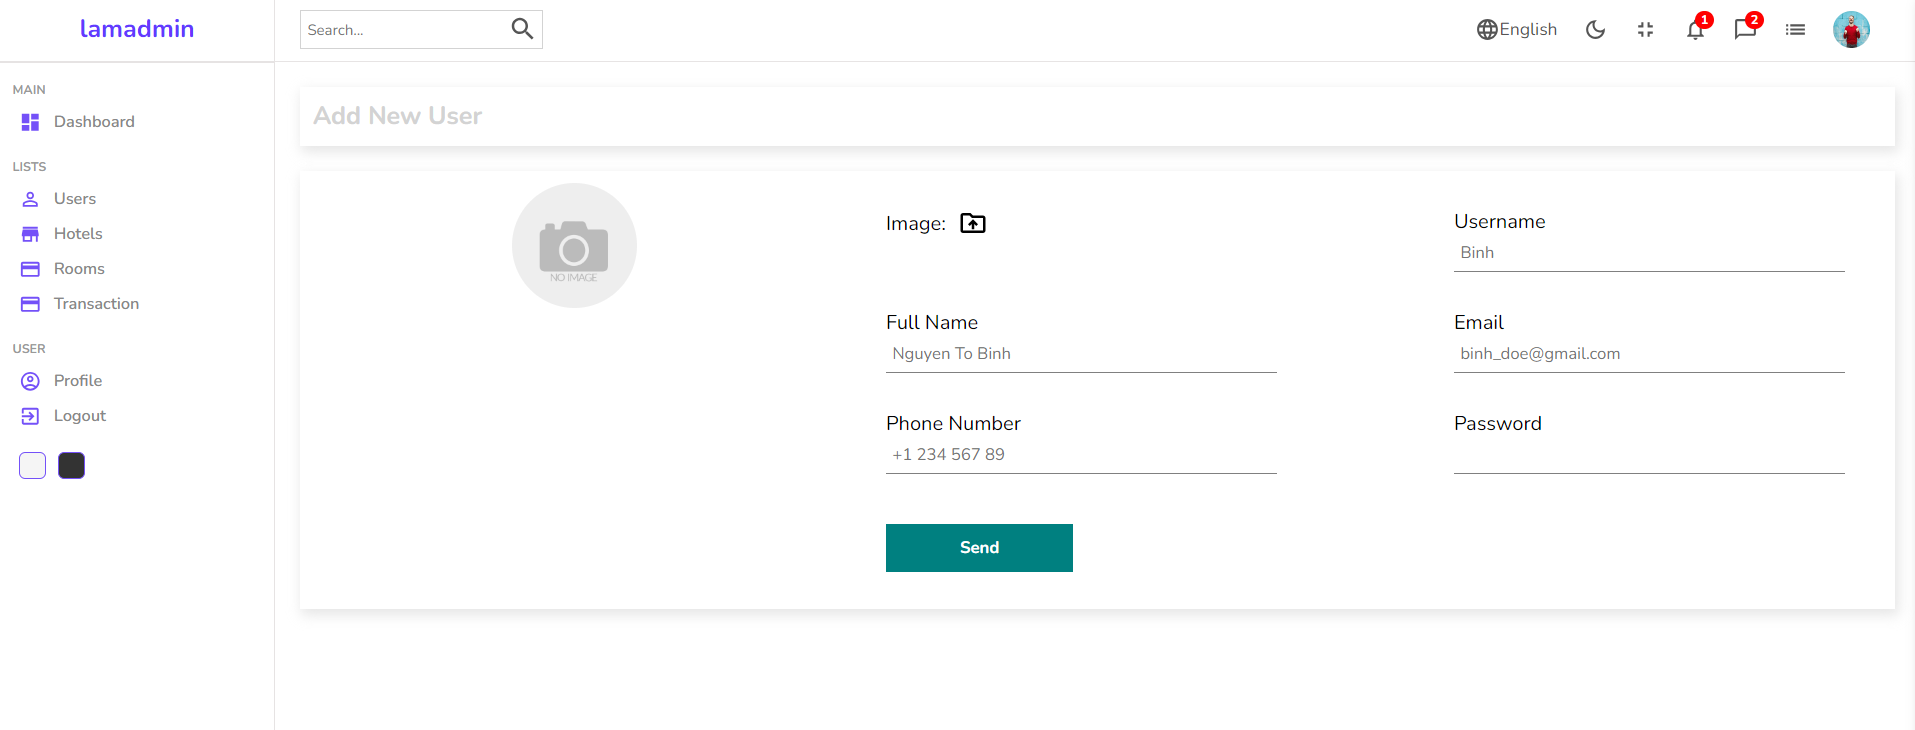 lamadmin
Search...
English
1
2
MAIN
Dashboard
LISTS
Users
Hotels
Rooms
Transaction
USER
Profile
Logout
Add New User
NO IMAGE
Image:
Username
Binh
Full Name
Nguyen To Binh
Email
binh_doe@gmail.com
Phone Number
+1 234 567 89
Password
Send